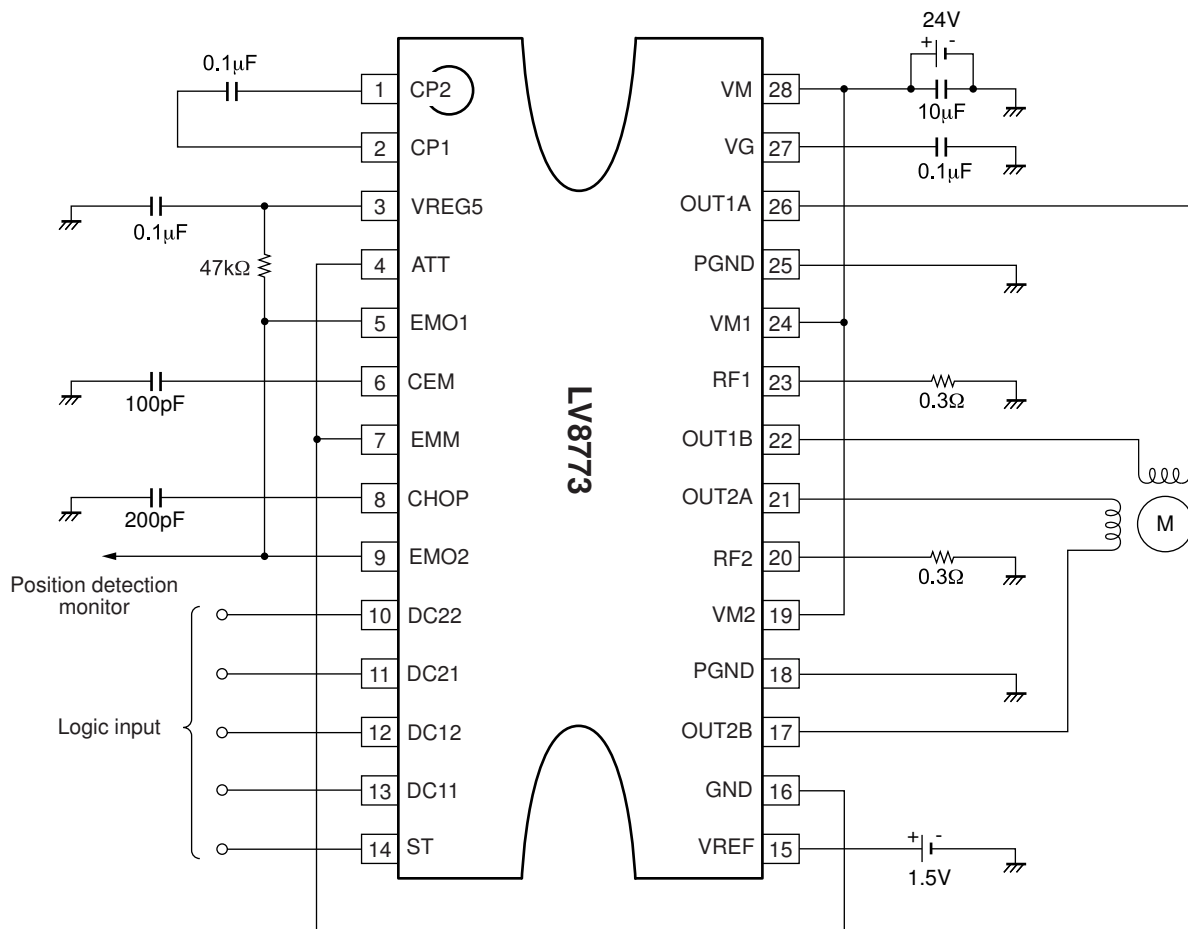 24V
+ -
0.1μF
1 CP2
VM 28
10μF
2 CP1
VG 27
0.1μF
3 VREG5
OUT1A 26
0.1μF
47kΩ
4 ATT
PGND 25
5 EMO1
VM1 24
6 CEM
RF1 23
100pF
0.3Ω
LV8773
7 EMM
OUT1B 22
8 CHOP
OUT2A 21
200pF
M
9 EMO2
RF2 20
0.3Ω
Position detection
monitor
10 DC22
VM2 19
11 DC21
PGND 18
Logic input
12 DC12
OUT2B 17
13 DC11
GND 16
14 ST
VREF 15
+ -
1.5V